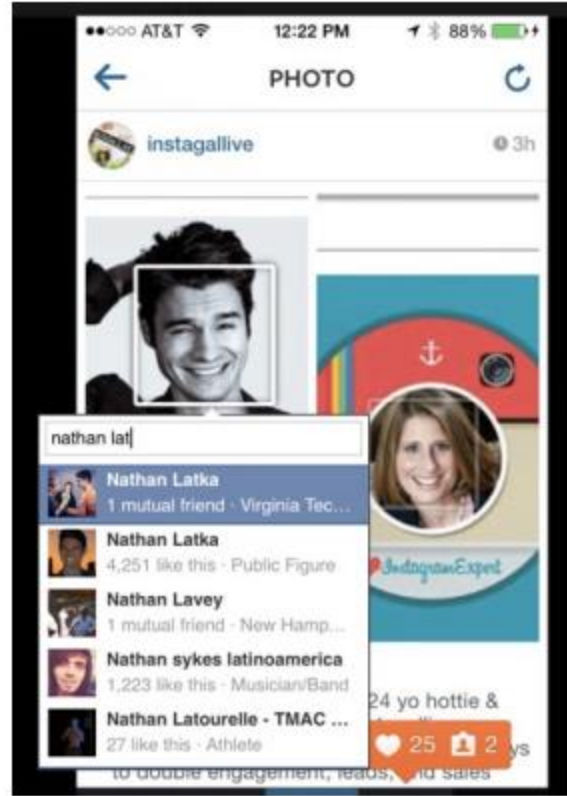 AT&T 12:22 PM 88%
PHOTO
instagallive 3h
nathan lat
Nathan Latka
1 mutual friend · Virginia Tec...
Nathan Latka
4,251 like this · Public Figure
Nathan Lavey
1 mutual friend · New Hamp...
Nathan sykes latinoamerica
1,223 like this · Musician/Band
Nathan Latourelle - TMAC ...
27 like this · Athlete
InstagramExpert
24 yo hottie &
25 2 ys
to double engagement, leads, and sales